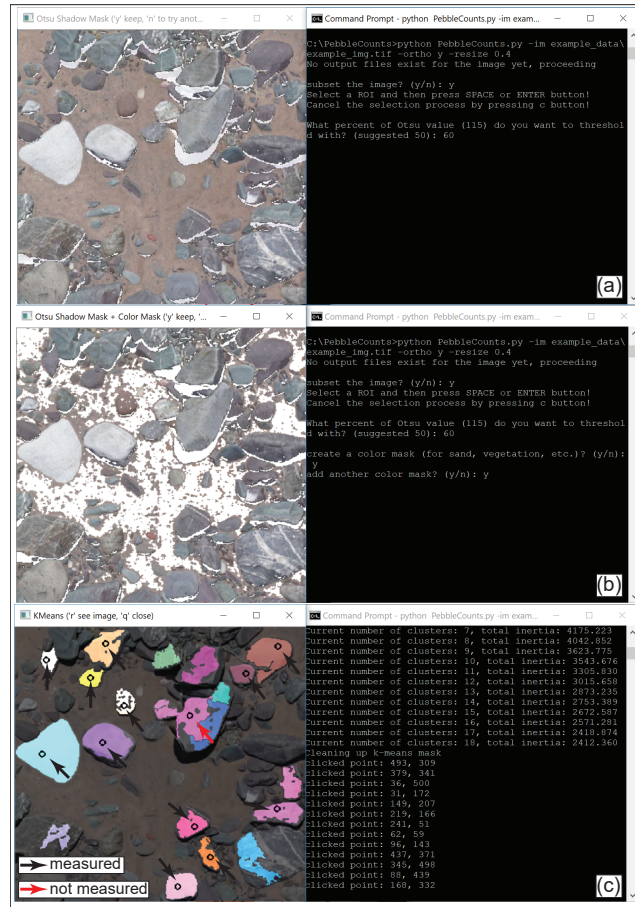 Otsu Shadow Mask ('y' keep, 'n' to try anot...
Command Prompt - python PebbleCounts.py -im exam...
C:\PebbleCounts>python PebbleCounts.py -im example_data\
example_img.tif -ortho y -resize 0.4
No output files exist for the image yet, proceeding
subset the image? (y/n): y
Select a ROI and then press SPACE or ENTER button!
Cancel the selection process by pressing c button!
What percent of Otsu value (115) do you want to threshol
d with? (suggested 50): 60
(a)
Otsu Shadow Mask + Color Mask ('y' keep, '...
Command Prompt - python PebbleCounts.py -im exam...
C:\PebbleCounts>python PebbleCounts.py -im example_data\
example_img.tif -ortho y -resize 0.4
No output files exist for the image yet, proceeding
subset the image? (y/n): y
Select a ROI and then press SPACE or ENTER button!
Cancel the selection process by pressing c button!
What percent of Otsu value (115) do you want to threshol
d with? (suggested 50): 60
create a color mask (for sand, vegetation, etc.)? (y/n):
y
add another color mask? (y/n): y
(b)
KMeans ('r' see image, 'q' close)
measured
not measured
Command Prompt - python PebbleCounts.py -im exam...
Current number of clusters: 7, total inertia: 4175.223
Current number of clusters: 8, total inertia: 4042.852
Current number of clusters: 9, total inertia: 3623.775
Current number of clusters: 10, total inertia: 3543.676
Current number of clusters: 11, total inertia: 3305.830
Current number of clusters: 12, total inertia: 3015.658
Current number of clusters: 13, total inertia: 2873.235
Current number of clusters: 14, total inertia: 2753.389
Current number of clusters: 15, total inertia: 2672.587
Current number of clusters: 16, total inertia: 2571.281
Current number of clusters: 17, total inertia: 2418.874
Current number of clusters: 18, total inertia: 2412.360
Cleaning up k-means mask
clicked point: 493, 309
clicked point: 379, 341
clicked point: 36, 500
clicked point: 31, 172
clicked point: 149, 207
clicked point: 219, 166
clicked point: 241, 51
clicked point: 62, 59
clicked point: 96, 143
clicked point: 437, 371
clicked point: 345, 498
clicked point: 88, 439
clicked point: 168, 332
(c)